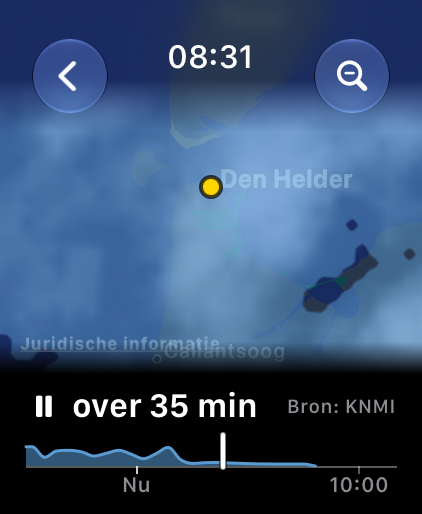 08:31
Den Helder
Juridische informatie
Callantsoog
over 35 min
Bron: KNMI
Nu
10:00